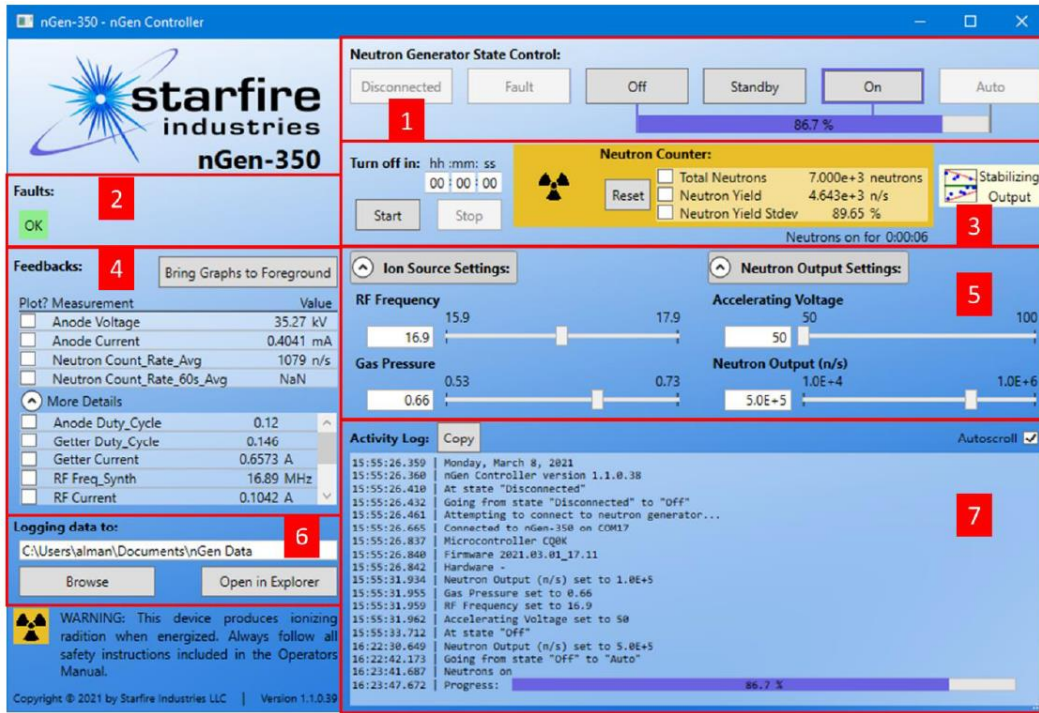 nGen-350 - nGen Controller
starfire
industries
nGen-350
Neutron Generator State Control:
Disconnected Fault Off Standby On Auto
1
86.7 %
Faults:
2
OK
Turn off in: hh :mm: ss
00 : 00 : 00
Start Stop
Neutron Counter:
Reset
Total Neutrons 7.000e+3 neutrons
Neutron Yield 4.643e+3 n/s
Neutron Yield Stdev 89.65 %
Neutrons on for 0:00:06
Stabilizing
Output
3
Feedbacks:
4
Bring Graphs to Foreground
Plot? Measurement Value
Anode Voltage 35.27 kV
Anode Current 0.4041 mA
Neutron Count_Rate_Avg 1079 n/s
Neutron Count_Rate_60s_Avg NaN
More Details
Anode Duty_Cycle 0.12
Getter Duty_Cycle 0.146
Getter Current 0.6573 A
RF Freq_Synth 16.89 MHz
RF Current 0.1042 A
Ion Source Settings:
RF Frequency
15.9 17.9
16.9
Gas Pressure
0.53 0.73
0.66
Neutron Output Settings:
5
Accelerating Voltage
50 100
50
Neutron Output (n/s)
1.0E+4 1.0E+6
5.0E+5
Logging data to:
6
C:\Users\alman\Documents\nGen Data
Browse Open in Explorer
WARNING: This device produces ionizing
radition when energized. Always follow all
safety instructions included in the Operators
Manual.
Copyright © 2021 by Starfire Industries LLC | Version 1.1.0.39
Activity Log: Copy Autoscroll
7
15:55:26.359 | Monday, March 8, 2021
15:55:26.360 | nGen Controller version 1.1.0.38
15:55:26.410 | At state "Disconnected"
15:55:26.432 | Going from state "Disconnected" to "Off"
15:55:26.461 | Attempting to connect to neutron generator...
15:55:26.665 | Connected to nGen-350 on COM17
15:55:26.837 | Microcontroller CQ0K
15:55:26.840 | Firmware 2021.03.01_17.11
15:55:26.842 | Hardware -
15:55:31.934 | Neutron Output (n/s) set to 1.0E+5
15:55:31.955 | Gas Pressure set to 0.66
15:55:31.959 | RF Frequency set to 16.9
15:55:31.962 | Accelerating Voltage set to 50
15:55:33.712 | At state "Off"
16:22:30.649 | Neutron Output (n/s) set to 5.0E+5
16:22:42.173 | Going from state "Off" to "Auto"
16:23:41.687 | Neutrons on
16:23:47.672 | Progress: 86.7 %